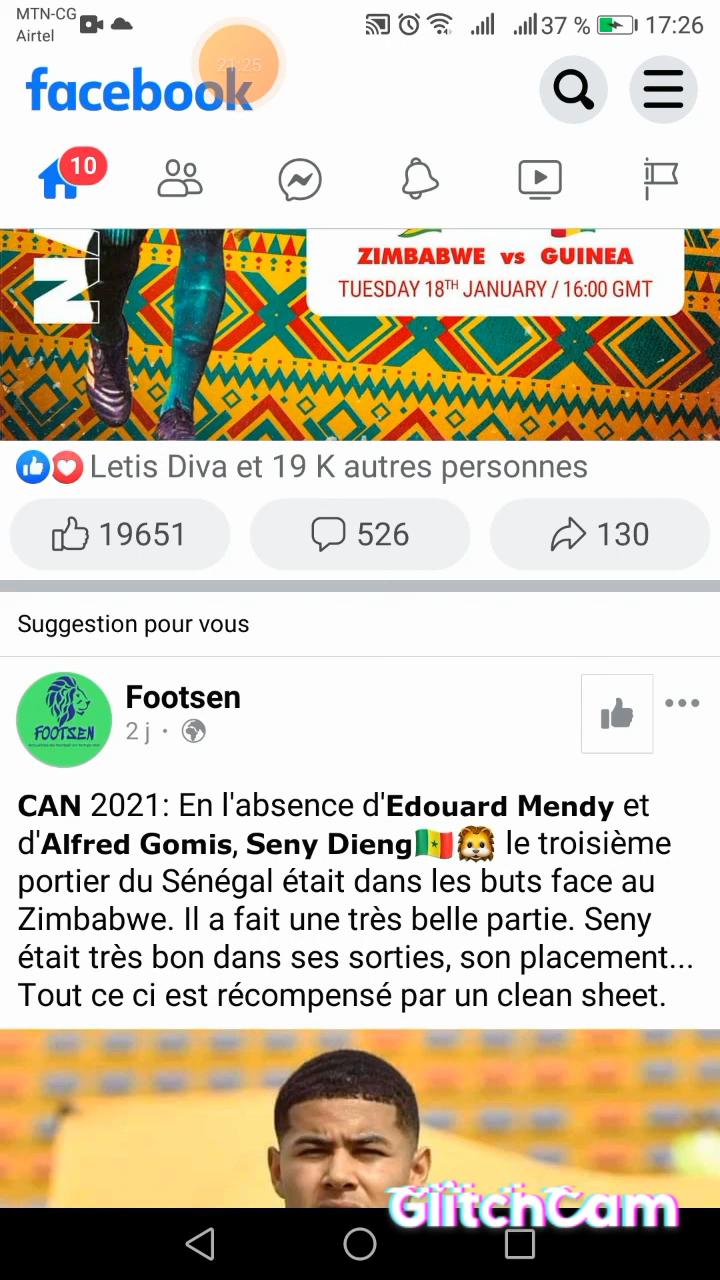 MTN-CG
Airtel
37 % 17:26
21:25
facebook
10
N
ZIMBABWE vs GUINEA
TUESDAY 18TH JANUARY / 16:00 GMT
Letis Diva et 19 K autres personnes
19651 526 130
Suggestion pour vous
FOOTSEN
Footsen
2 j ·
CAN 2021: En l'absence d'Edouard Mendy et
d'Alfred Gomis, Seny Dieng🇸🇳🦁 le troisième
portier du Sénégal était dans les buts face au
Zimbabwe. Il a fait une très belle partie. Seny
était très bon dans ses sorties, son placement...
Tout ce ci est récompensé par un clean sheet.
GlitchCam